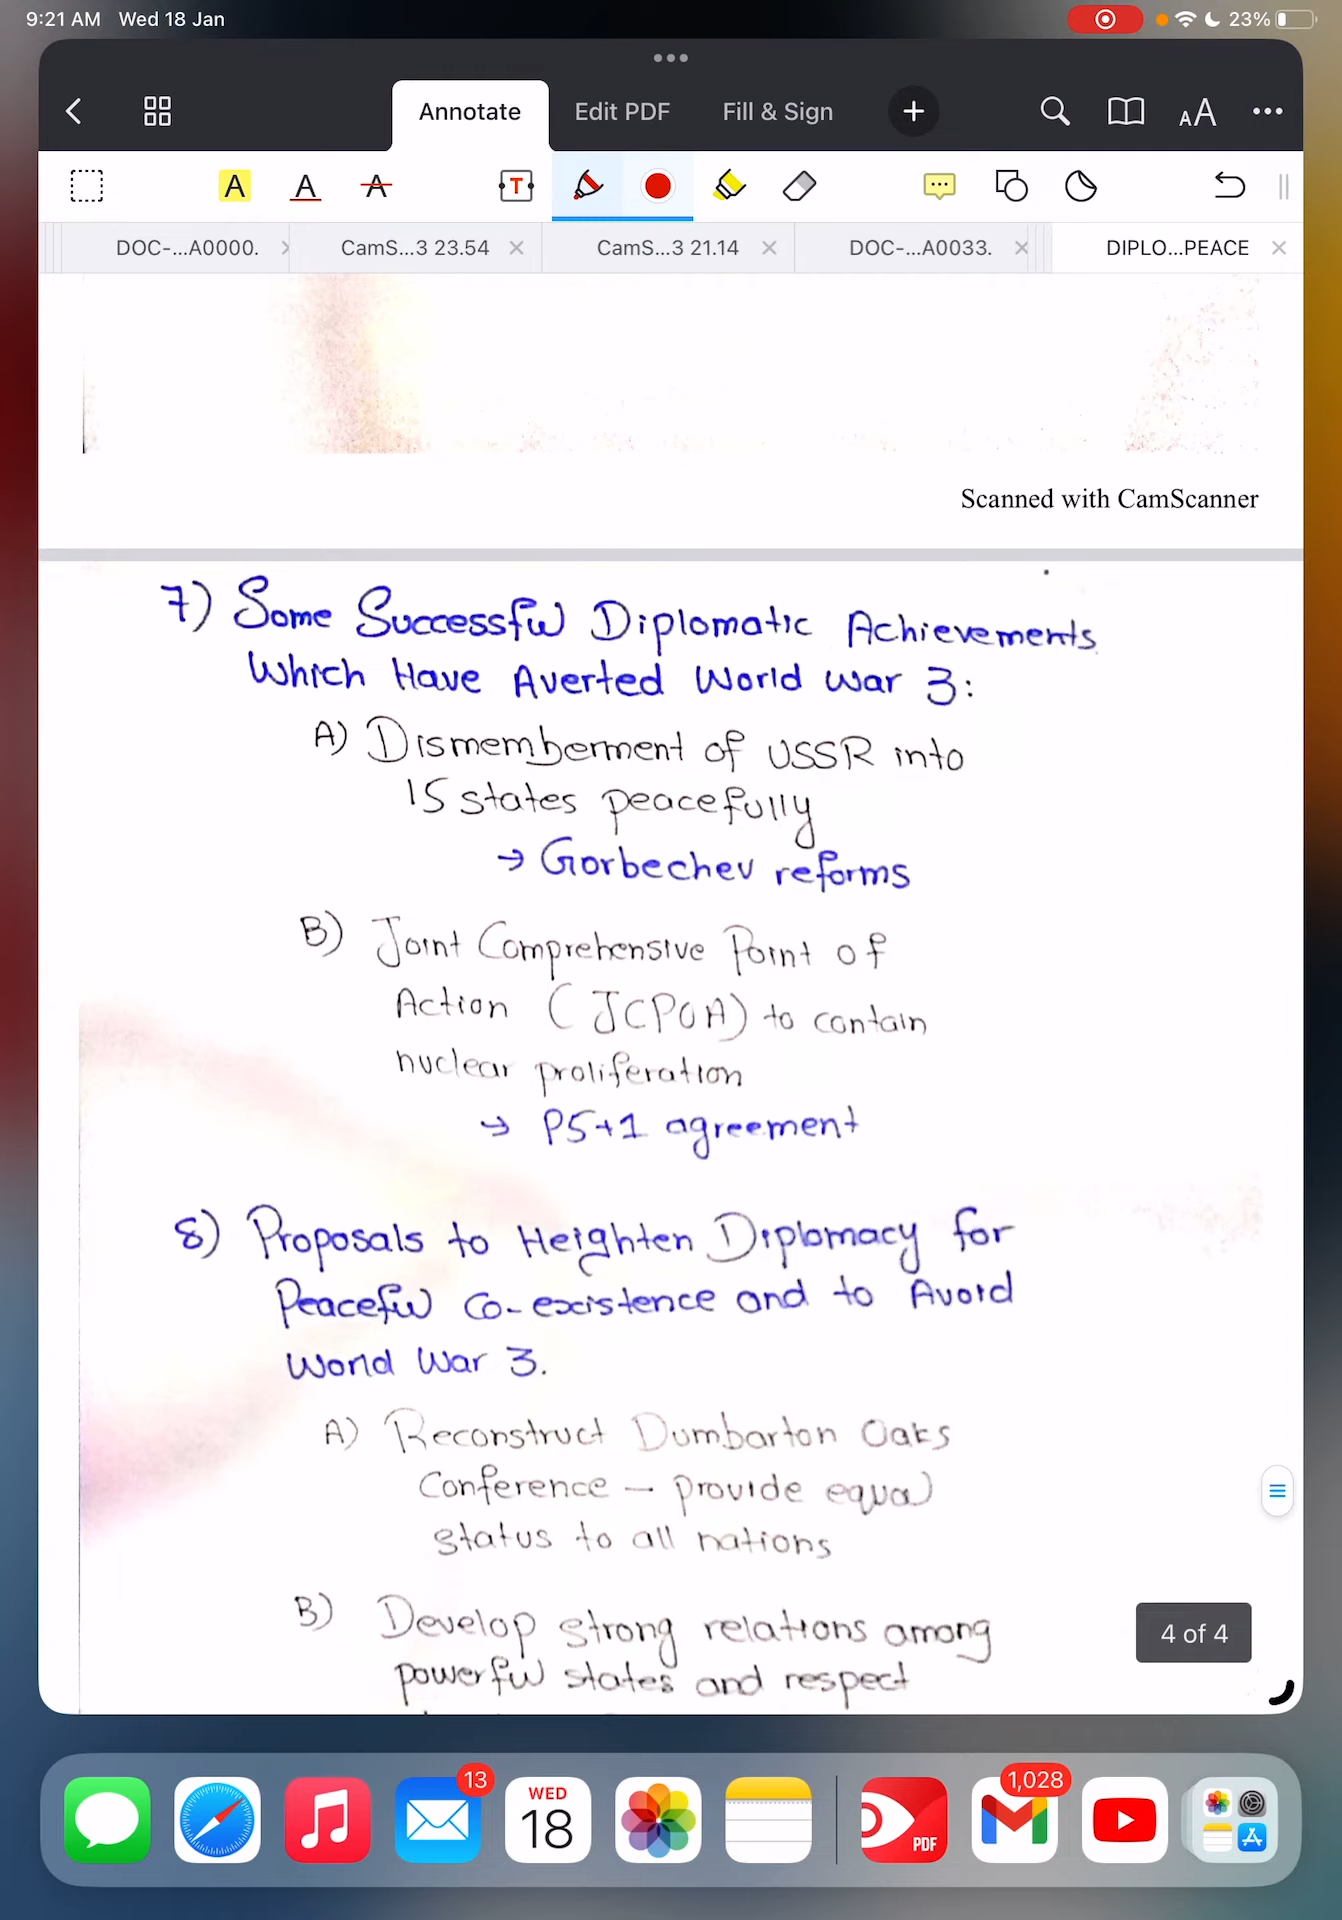 9:21 AM Wed 18 Jan
23%
Annotate
Edit PDF
Fill & Sign
DOC-...A0000.
CamS...3 23.54
CamS...3 21.14
DOC-...A0033.
DIPLO...PEACE
Scanned with CamScanner
7) Some Successful Diplomatic Achievements
Which Have Averted World War 3:
A) Dismemberment of USSR into
15 states peacefully
→ Gorbechev reforms
B) Joint Comprehensive Point of
Action (JCPOA) to contain
nuclear proliferation
→ P5+1 agreement
8) Proposals to Heighten Diplomacy for
Peaceful Co-existence and to Avoid
World War 3.
A) Reconstruct Dumbarton Oaks
Conference — provide equal
status to all nations
B) Develop strong relations among
powerful states and respect
4 of 4
13
WED
18
PDF
1,028